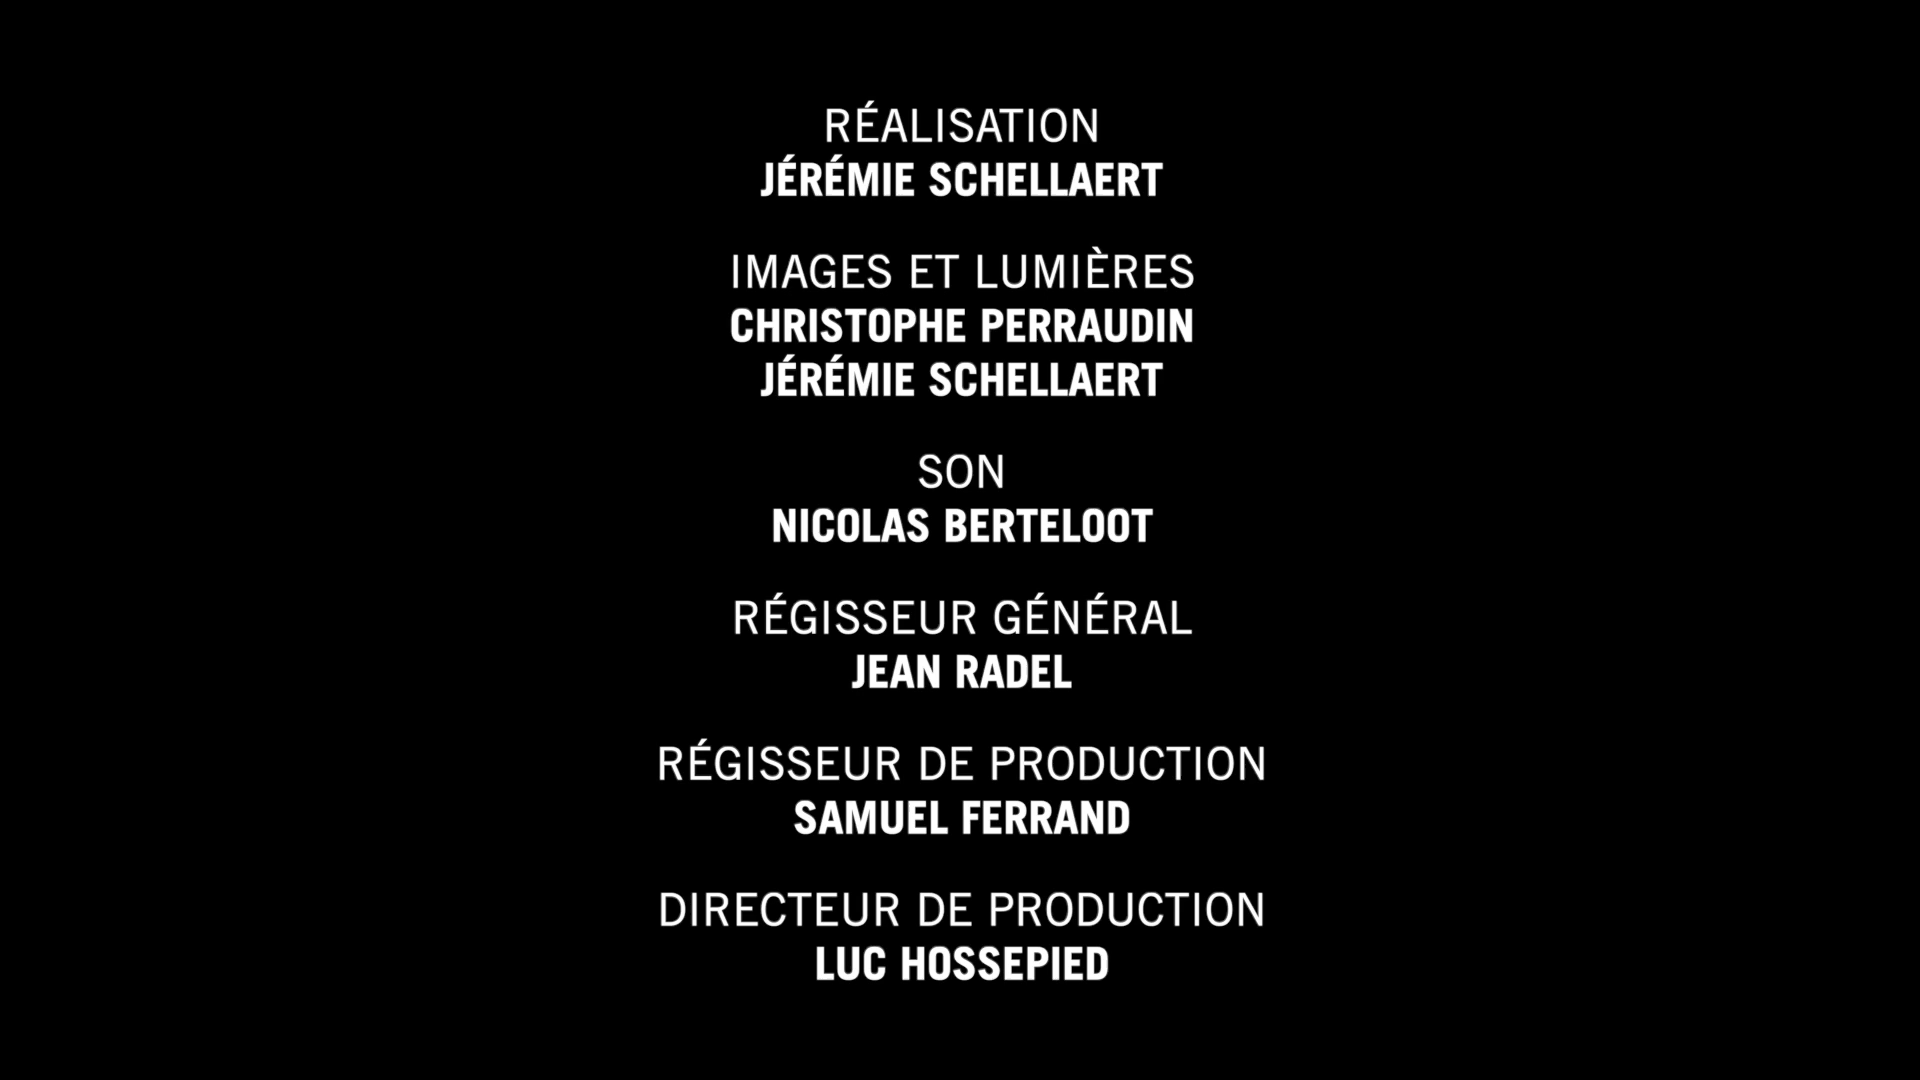 RÉALISATION
JÉRÉMIE SCHELLAERT
IMAGES ET LUMIÈRES
CHRISTOPHE PERRAUDIN
JÉRÉMIE SCHELLAERT
SON
NICOLAS BERTELOOT
RÉGISSEUR GÉNÉRAL
JEAN RADEL
RÉGISSEUR DE PRODUCTION
SAMUEL FERRAND
DIRECTEUR DE PRODUCTION
LUC HOSSEPIED